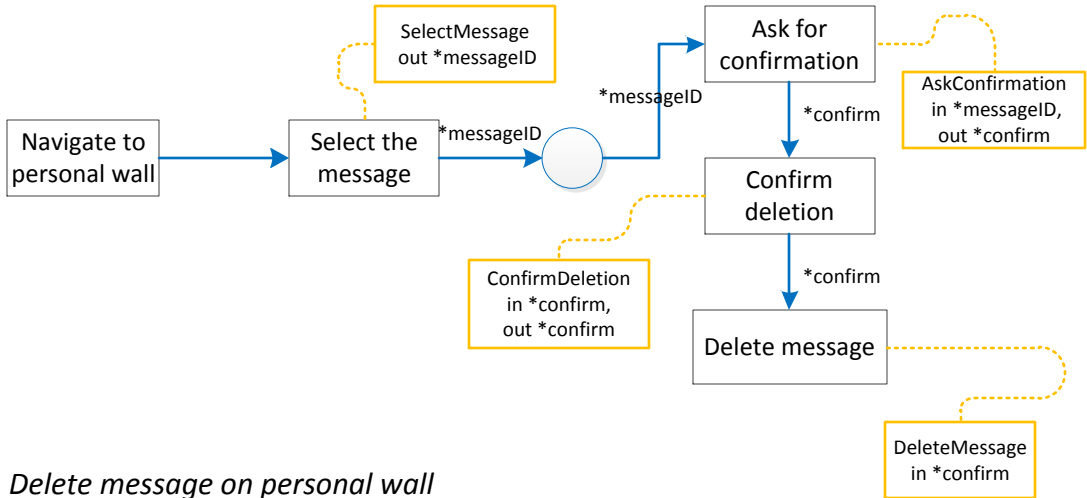 SelectMessage
out *messageID
Ask for
confirmation
AskConfirmation
in *messageID,
out *confirm
Navigate to
personal wall
Select the
message
*messageID
*messageID
*confirm
Confirm
deletion
ConfirmDeletion
in *confirm,
out *confirm
*confirm
Delete message
DeleteMessage
in *confirm
Delete message on personal wall